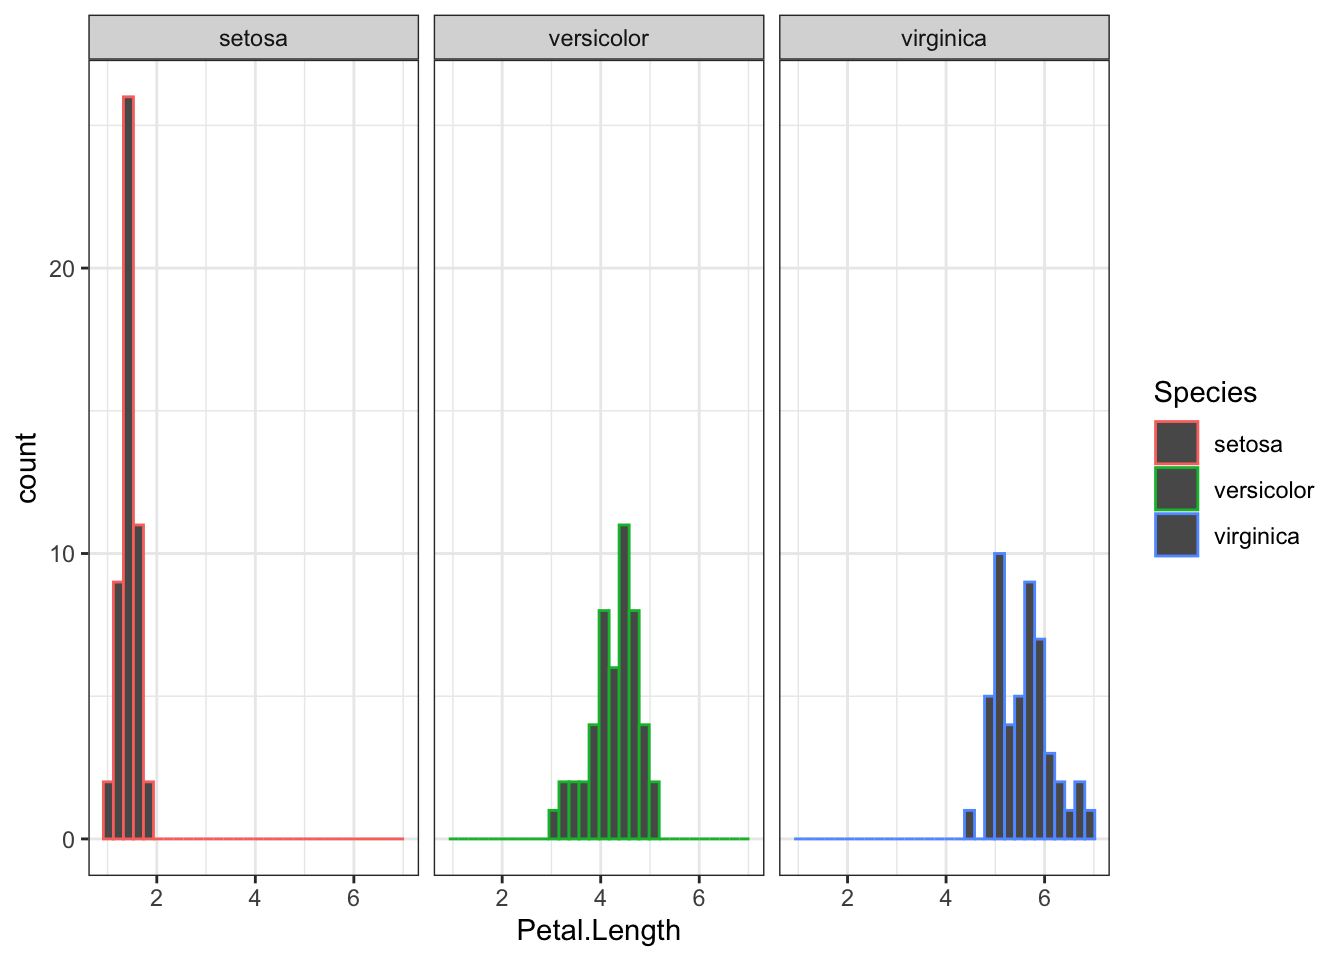 setosa versicolor virginica
20
10
0
count
2 4 6 2 4 6 2 4 6
Petal.Length
Species
setosa
versicolor
virginica